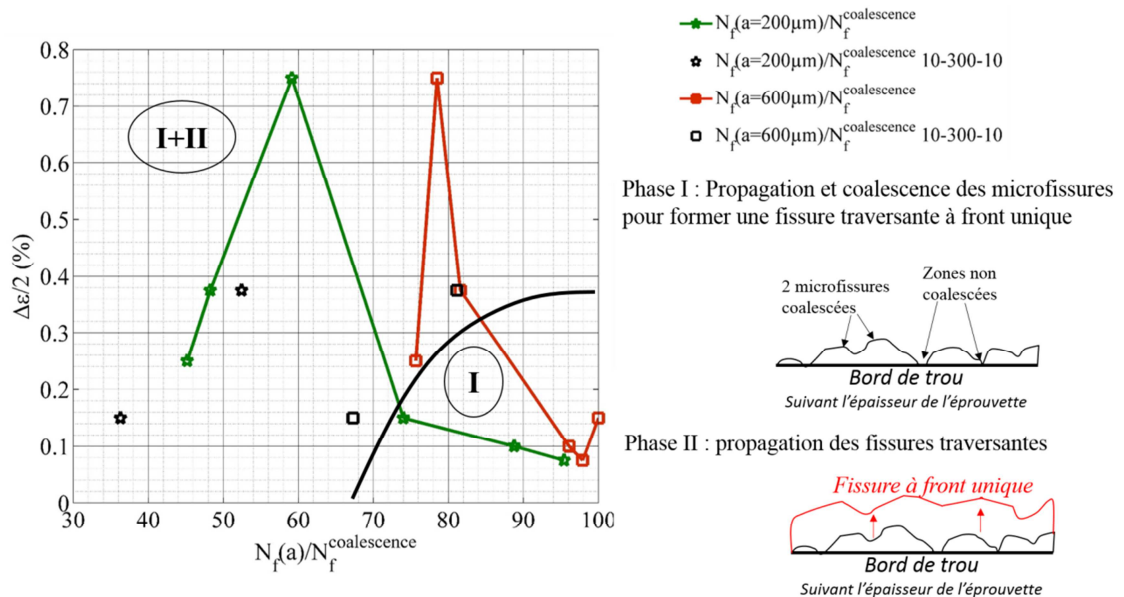 N_f(a=200µm)/N_f^coalescence
N_f(a=200µm)/N_f^coalescence 10-300-10
N_f(a=600µm)/N_f^coalescence
N_f(a=600µm)/N_f^coalescence 10-300-10
0.8
0.7
0.6
0.5
0.4
0.3
0.2
0.1
0
Δε/2 (%)
I+II
I
30 40 50 60 70 80 90 100
N_f(a)/N_f^coalescence
Phase I : Propagation et coalescence des microfissures
pour former une fissure traversante à front unique
2 microfissures
coalescées
Zones non
coalescées
Bord de trou
Suivant l’épaisseur de l’éprouvette
Phase II : propagation des fissures traversantes
Fissure à front unique
Bord de trou
Suivant l’épaisseur de l’éprouvette